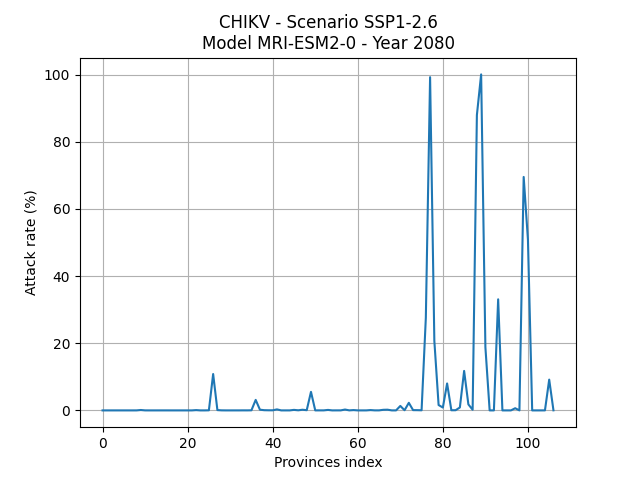 CHIKV - Scenario SSP1-2.6
Model MRI-ESM2-0 - Year 2080
100
80
60
40
20
0
Attack rate (%)
0 20 40 60 80 100
Provinces index